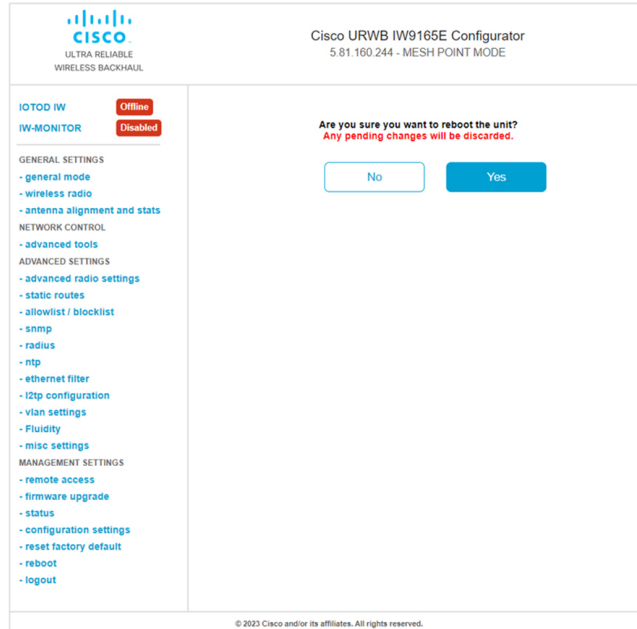 CISCO
ULTRA RELIABLE
WIRELESS BACKHAUL
Cisco URWB IW9165E Configurator
5.81.160.244 - MESH POINT MODE
IOTOD IW Offline
IW-MONITOR Disabled
GENERAL SETTINGS
- general mode
- wireless radio
- antenna alignment and stats
NETWORK CONTROL
- advanced tools
ADVANCED SETTINGS
- advanced radio settings
- static routes
- allowlist / blocklist
- snmp
- radius
- ntp
- ethernet filter
- l2tp configuration
- vlan settings
- Fluidity
- misc settings
MANAGEMENT SETTINGS
- remote access
- firmware upgrade
- status
- configuration settings
- reset factory default
- reboot
- logout
Are you sure you want to reboot the unit?
Any pending changes will be discarded.
No Yes
© 2023 Cisco and/or its affiliates. All rights reserved.